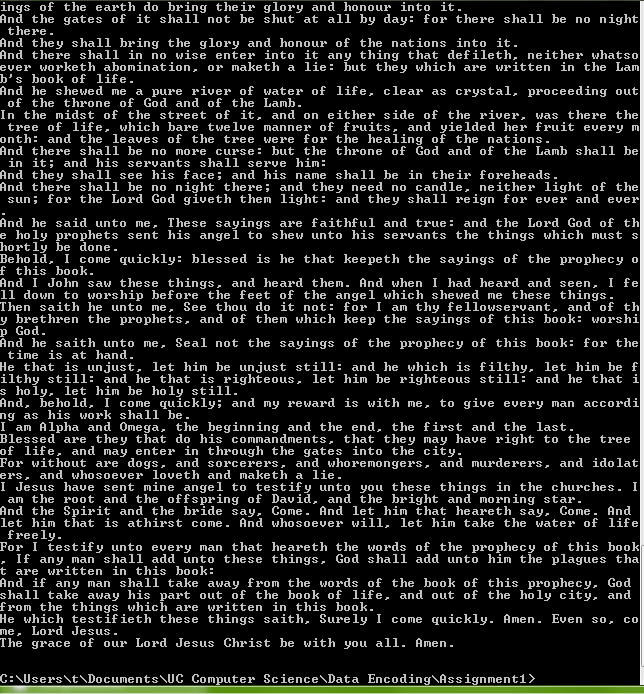 ings of the earth do bring their glory and honour into it.
And the gates of it shall not be shut at all by day: for there shall be no night
 there.
And they shall bring the glory and honour of the nations into it.
And there shall in no wise enter into it any thing that defileth, neither whatso
ever worketh abomination, or maketh a lie: but they which are written in the Lam
b's book of life.
And he shewed me a pure river of water of life, clear as crystal, proceeding out
 of the throne of God and of the Lamb.
In the midst of the street of it, and on either side of the river, was there the
 tree of life, which bare twelve manner of fruits, and yielded her fruit every m
onth: and the leaves of the tree were for the healing of the nations.
And there shall be no more curse: but the throne of God and of the Lamb shall be
 in it; and his servants shall serve him:
And they shall see his face; and his name shall be in their foreheads.
And there shall be no night there; and they need no candle, neither light of the
 sun; for the Lord God giveth them light: and they shall reign for ever and ever
.
And he said unto me, These sayings are faithful and true: and the Lord God of th
e holy prophets sent his angel to shew unto his servants the things which must s
hortly be done.
Behold, I come quickly: blessed is he that keepeth the sayings of the prophecy o
f this book.
And I John saw these things, and heard them. And when I had heard and seen, I fe
ll down to worship before the feet of the angel which shewed me these things.
Then saith he unto me, See thou do it not: for I am thy fellowservant, and of th
y brethren the prophets, and of them which keep the sayings of this book: worshi
p God.
And he saith unto me, Seal not the sayings of the prophecy of this book: for the
 time is at hand.
He that is unjust, let him be unjust still: and he which is filthy, let him be f
ilthy still: and he that is righteous, let him be righteous still: and he that i
s holy, let him be holy still.
And, behold, I come quickly; and my reward is with me, to give every man accordi
ng as his work shall be.
I am Alpha and Omega, the beginning and the end, the first and the last.
Blessed are they that do his commandments, that they may have right to the tree
of life, and may enter in through the gates into the city.
For without are dogs, and sorcerers, and whoremongers, and murderers, and idolat
ers, and whosoever loveth and maketh a lie.
I Jesus have sent mine angel to testify unto you these things in the churches. I
 am the root and the offspring of David, and the bright and morning star.
And the Spirit and the bride say, Come. And let him that heareth say, Come. And
let him that is athirst come. And whosoever will, let him take the water of life
 freely.
For I testify unto every man that heareth the words of the prophecy of this book
, If any man shall add unto these things, God shall add unto him the plagues tha
t are written in this book:
And if any man shall take away from the words of the book of this prophecy, God
shall take away his part out of the book of life, and out of the holy city, and
from the things which are written in this book.
He which testifieth these things saith, Surely I come quickly. Amen. Even so, co
me, Lord Jesus.
The grace of our Lord Jesus Christ be with you all. Amen.
C:\Users\t\Documents\UC Computer Science\Data Encoding\Assignment1>